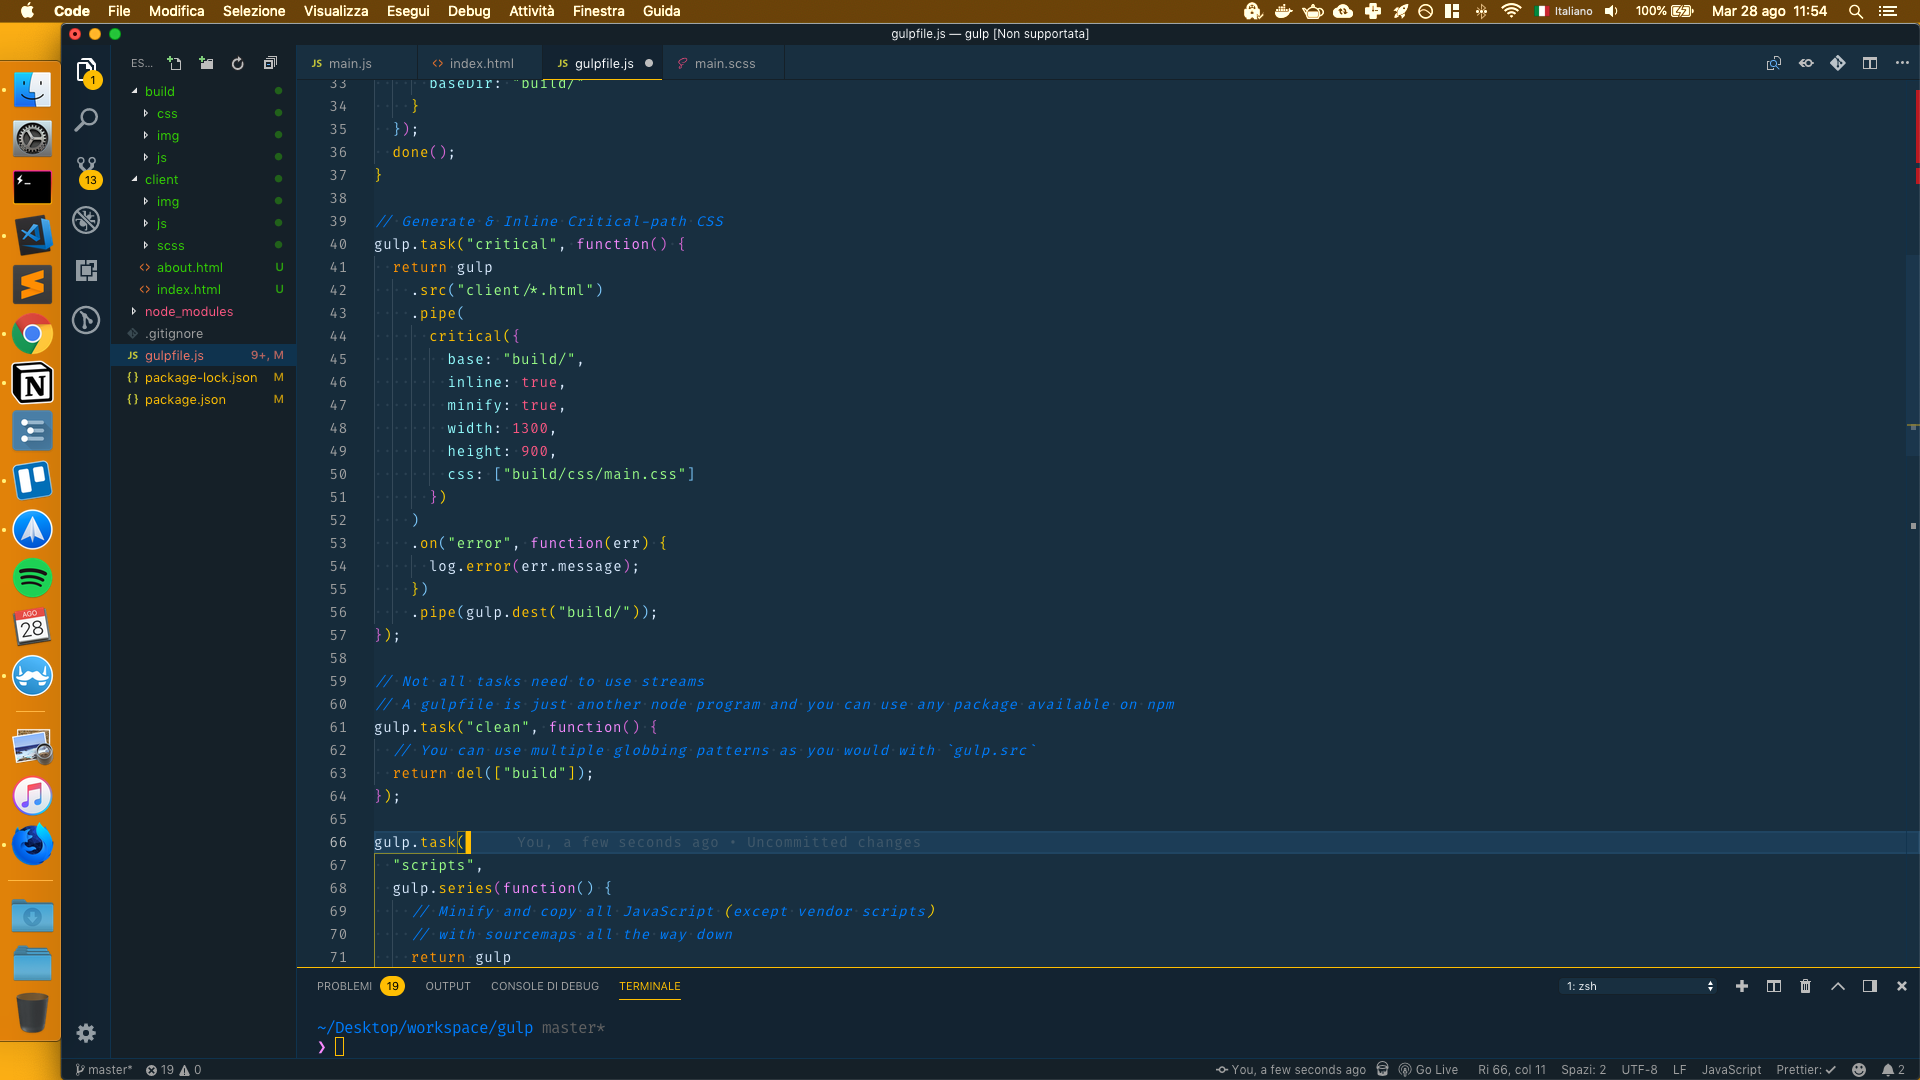 Code File Modifica Selezione Visualizza Esegui Debug Attività Finestra Guida
Italiano 100% Mar 28 ago 11:54
gulpfile.js — gulp [Non supportata]
1
13
AGO
28
ES...
build
css
img
js
client
img
js
scss
about.html U
index.html U
node_modules
.gitignore
JS gulpfile.js 9+, M
{} package-lock.json M
{} package.json M
JS main.js
<> index.html
JS gulpfile.js
main.scss
33 baseDir: "build/"
34 }
35 });
36 done();
37 }
38
39 // Generate & Inline Critical-path CSS
40 gulp.task("critical", function() {
41 return gulp
42 .src("client/*.html")
43 .pipe(
44 critical({
45 base: "build/",
46 inline: true,
47 minify: true,
48 width: 1300,
49 height: 900,
50 css: ["build/css/main.css"]
51 })
52 )
53 .on("error", function(err) {
54 log.error(err.message);
55 })
56 .pipe(gulp.dest("build/"));
57 });
58
59 // Not all tasks need to use streams
60 // A gulpfile is just another node program and you can use any package available on npm
61 gulp.task("clean", function() {
62 // You can use multiple globbing patterns as you would with `gulp.src`
63 return del(["build"]);
64 });
65
66 gulp.task( You, a few seconds ago • Uncommitted changes
67 "scripts",
68 gulp.series(function() {
69 // Minify and copy all JavaScript (except vendor scripts)
70 // with sourcemaps all the way down
71 return gulp
PROBLEMI 19 OUTPUT CONSOLE DI DEBUG TERMINALE 1: zsh
~/Desktop/workspace/gulp master*
❯
master* 19 0 You, a few seconds ago Go Live Ri 66, col 11 Spazi: 2 UTF-8 LF JavaScript Prettier: ✓ 2